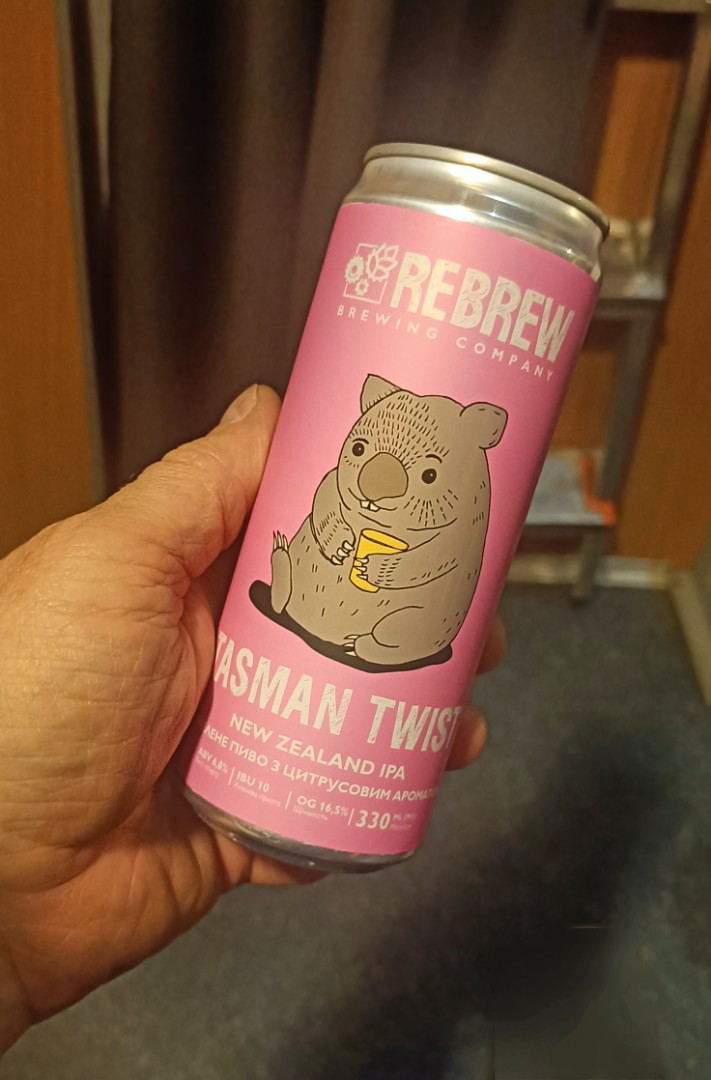 REBREW
BREWING COMPANY
TASMAN TWIST
NEW ZEALAND IPA
ПИВО З ЦИТРУСОВИМ
ABV 6,8% | IBU 10 | OG 16,5% | 330